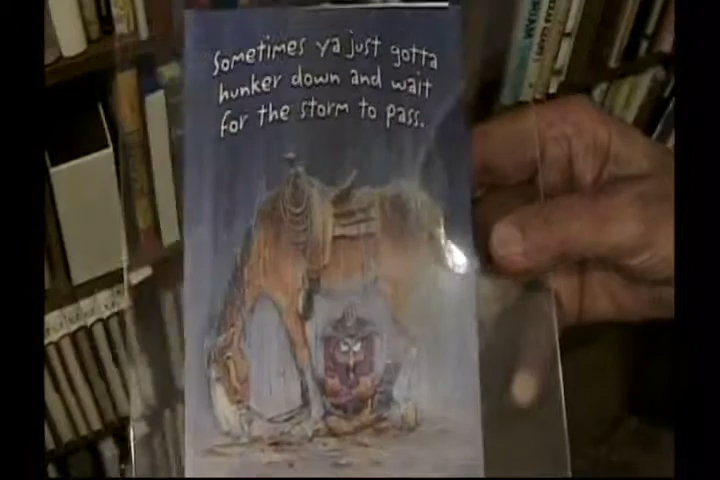 Sometimes ya just gotta
hunker down and wait
for the storm to pass.